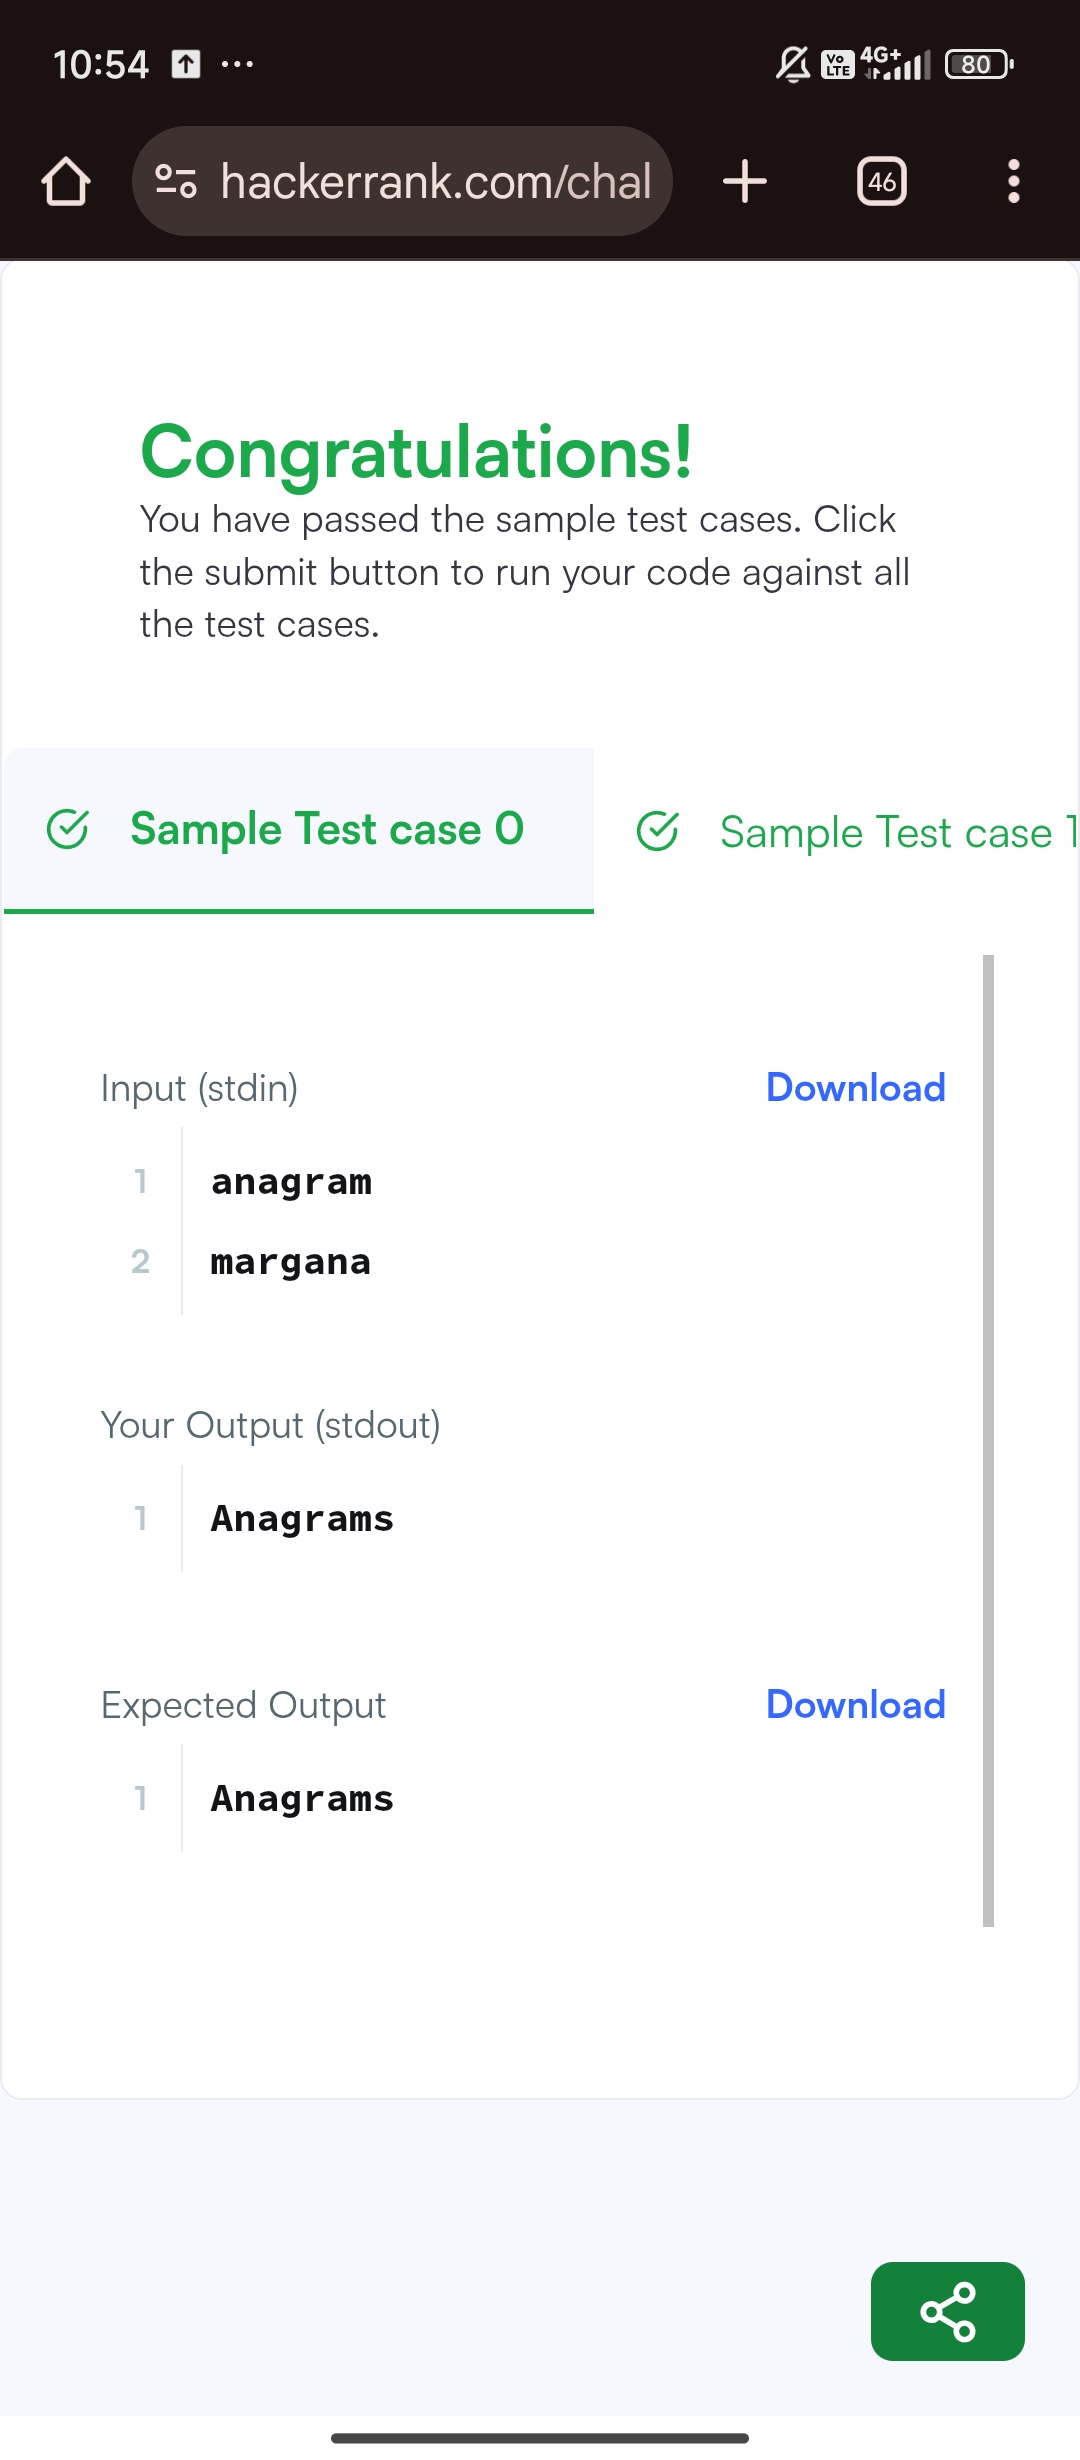 10:54
Vo LTE 4G+ 80
hackerrank.com/chal
46
Congratulations!
You have passed the sample test cases. Click
the submit button to run your code against all
the test cases.
Sample Test case 0
Sample Test case 1
Input (stdin)
Download
1 anagram
2 margana
Your Output (stdout)
1 Anagrams
Expected Output
Download
1 Anagrams